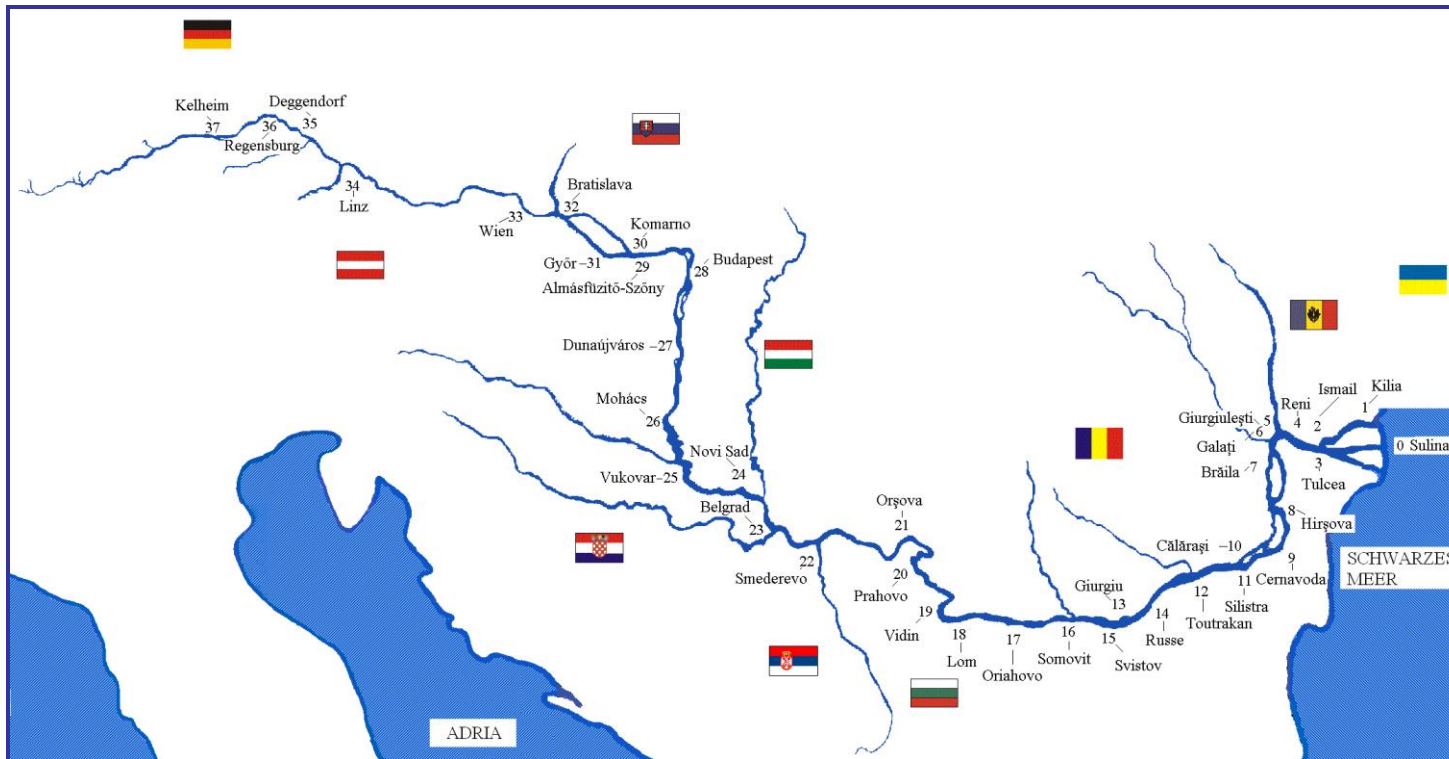 Kelheim
37
Deggendorf
36
35
Regensburg
34
Linz
Wien
33
Bratislava
32
Komarno
30
Győr –31
29
Almásfüzitő-Szőny
Budapest
28
Dunaújváros –27
Mohács
26
Novi Sad
24
Vukovar –25
Belgrad
23
Smederevo
22
Orşova
21
20
Prahovo
19
Vidin
18
Lom
17
Oriahovo
16
Somovit
15
Svistov
Giurgiu
13
14
Russe
12
Toutrakan
11
Silistra
Călăraşi –10
9
Cernavoda
8
Hirşova
Brăila 7
Galaţi 6
Giurgiuleşti 5
Reni
4
Ismail
2
Kilia
1
0 Sulina
3
Tulcea
SCHWARZES
MEER
ADRIA